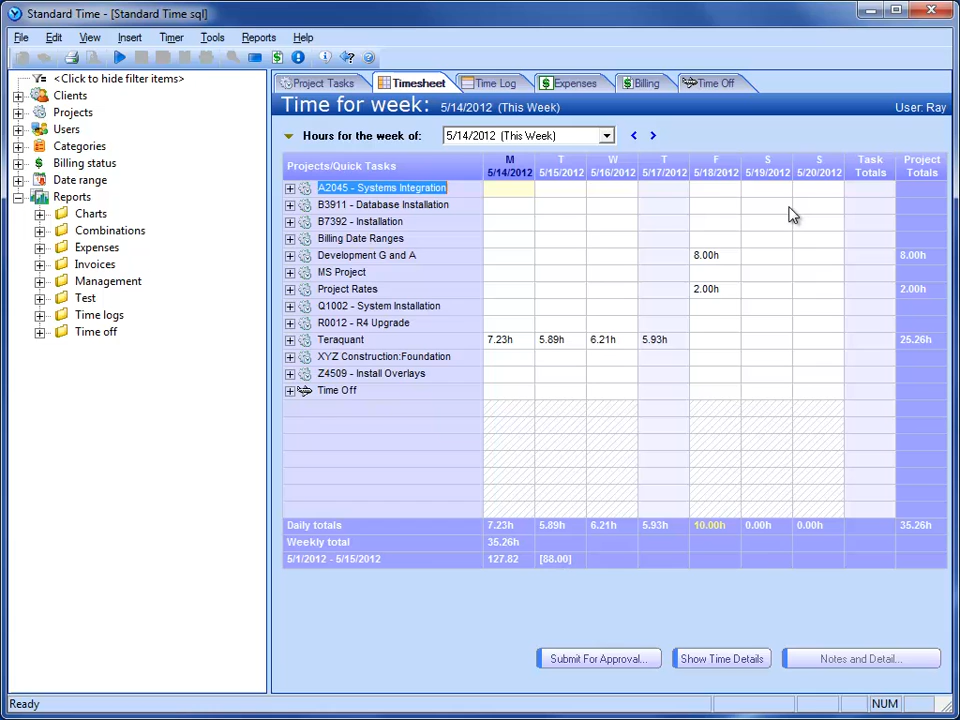 Standard Time - [Standard Time sql]
File Edit View Insert Timer Tools Reports Help
<Click to hide filter items>
Clients
Projects
Users
Categories
Billing status
Date range
Reports
Charts
Combinations
Expenses
Invoices
Management
Test
Time logs
Time off
Project Tasks Timesheet Time Log Expenses Billing Time Off
Time for week: 5/14/2012 (This Week) User: Ray
Hours for the week of: 5/14/2012 (This Week)
Projects/Quick Tasks M T W T F S S Task Project
5/14/2012 5/15/2012 5/16/2012 5/17/2012 5/18/2012 5/19/2012 5/20/2012 Totals Totals
A2045 - Systems Integration
B3911 - Database Installation
B7392 - Installation
Billing Date Ranges
Development G and A 8.00h 8.00h
MS Project
Project Rates 2.00h 2.00h
Q1002 - System Installation
R0012 - R4 Upgrade
Teraquant 7.23h 5.89h 6.21h 5.93h 25.26h
XYZ Construction:Foundation
Z4509 - Install Overlays
Time Off
Daily totals 7.23h 5.89h 6.21h 5.93h 10.00h 0.00h 0.00h 35.26h
Weekly total 35.26h
5/1/2012 - 5/15/2012 127.82 [88.00]
Submit For Approval... Show Time Details Notes and Detail...
Ready NUM